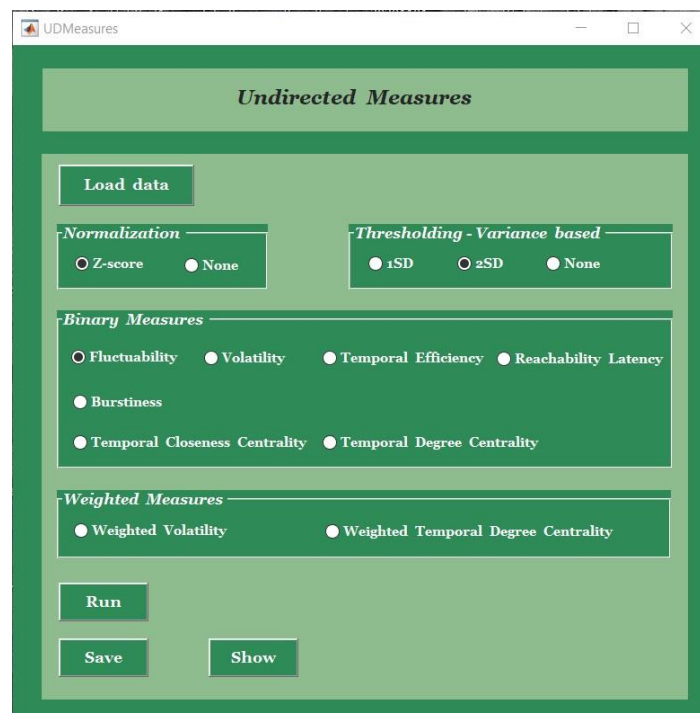 UDMeasures
Undirected Measures
Load data
Normalization
Z-score None
Thresholding - Variance based
1SD 2SD None
Binary Measures
Fluctuability Volatility Temporal Efficiency Reachability Latency
Burstiness
Temporal Closeness Centrality Temporal Degree Centrality
Weighted Measures
Weighted Volatility Weighted Temporal Degree Centrality
Run
Save Show